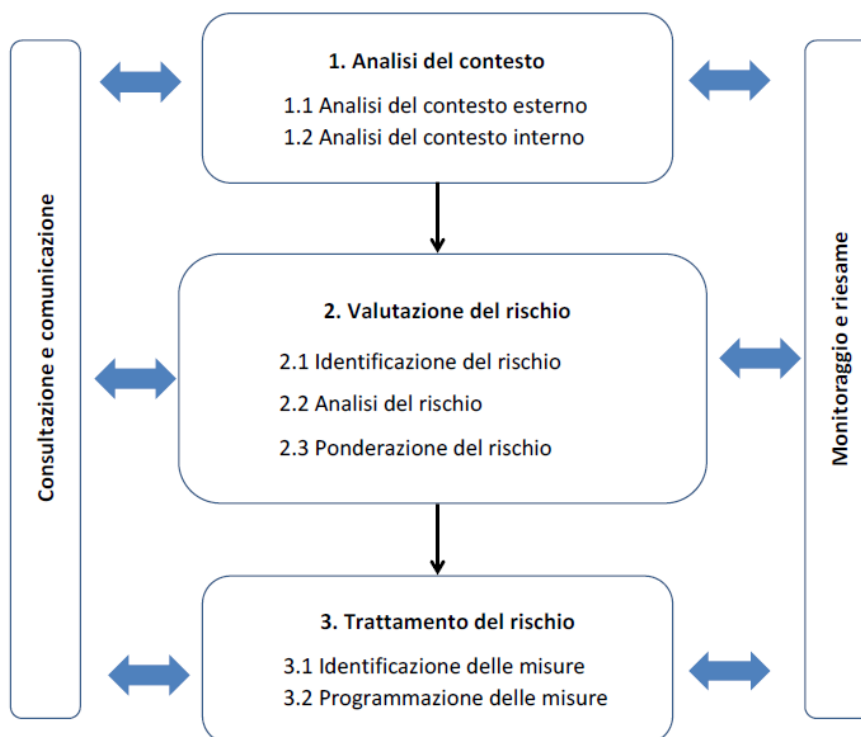 Consultazione e comunicazione
1. Analisi del contesto
1.1 Analisi del contesto esterno
1.2 Analisi del contesto interno
2. Valutazione del rischio
2.1 Identificazione del rischio
2.2 Analisi del rischio
2.3 Ponderazione del rischio
3. Trattamento del rischio
3.1 Identificazione delle misure
3.2 Programmazione delle misure
Monitoraggio e riesame